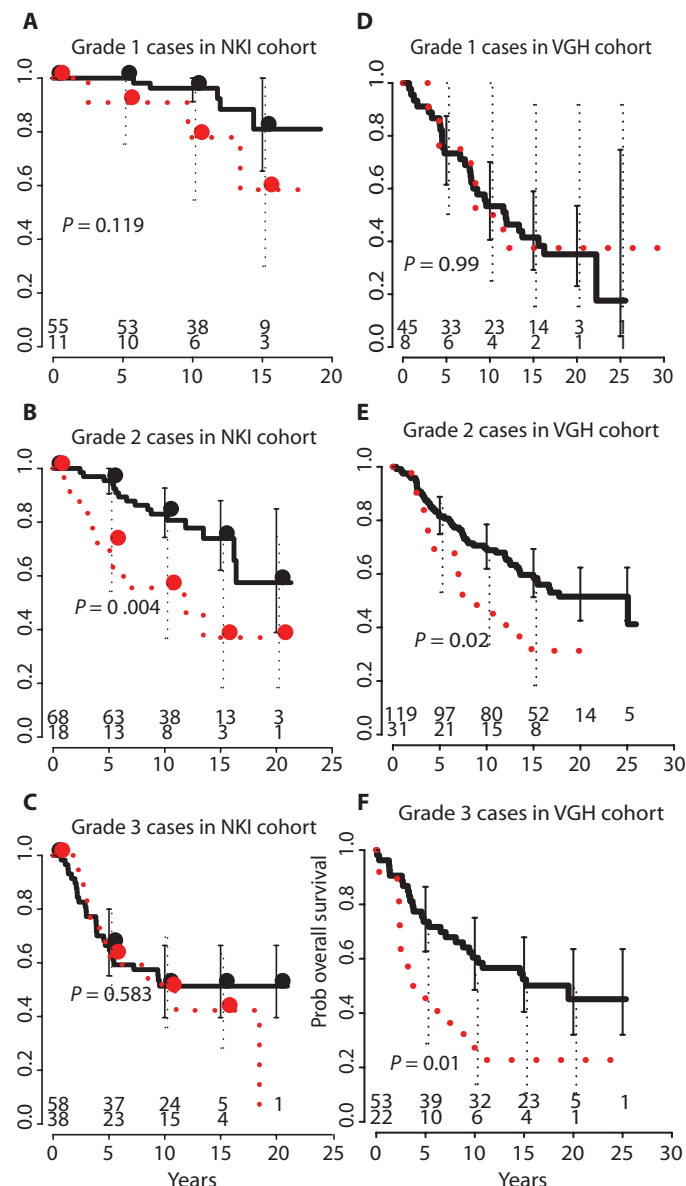 A
Grade 1 cases in NKI cohort
1.0
0.8
0.6
0.4
0.2
0.0
P = 0.119
55 53 38 9
11 10 6 3
0 5 10 15 20
B
Grade 2 cases in NKI cohort
1.0
0.8
0.6
0.4
0.2
0.0
P = 0 .004
68 63 38 13 3
18 13 8 3 1
0 5 10 15 20 25
C
Grade 3 cases in NKI cohort
1.0
0.8
0.6
0.4
0.2
0.0
P = 0.583
58 37 24 5 1
38 23 15 4
0 5 10 15 20 25
Years
D
Grade 1 cases in VGH cohort
1.0
0.8
0.6
0.4
0.2
0.0
P = 0.99
45 33 23 14 3 1
8 6 4 2 1 1
0 5 10 15 20 25 30
E
Grade 2 cases in VGH cohort
1.0
0.8
0.6
0.4
0.2
0.0
P = 0.02
119 97 80 52 14 5
31 21 15 8
0 5 10 15 20 25 30
F
Grade 3 cases in VGH cohort
Prob overall survival
1.0
0.8
0.6
0.4
0.2
0.0
P = 0.01
53 39 32 23 5 1
22 10 6 4 1
0 5 10 15 20 25 30
Years